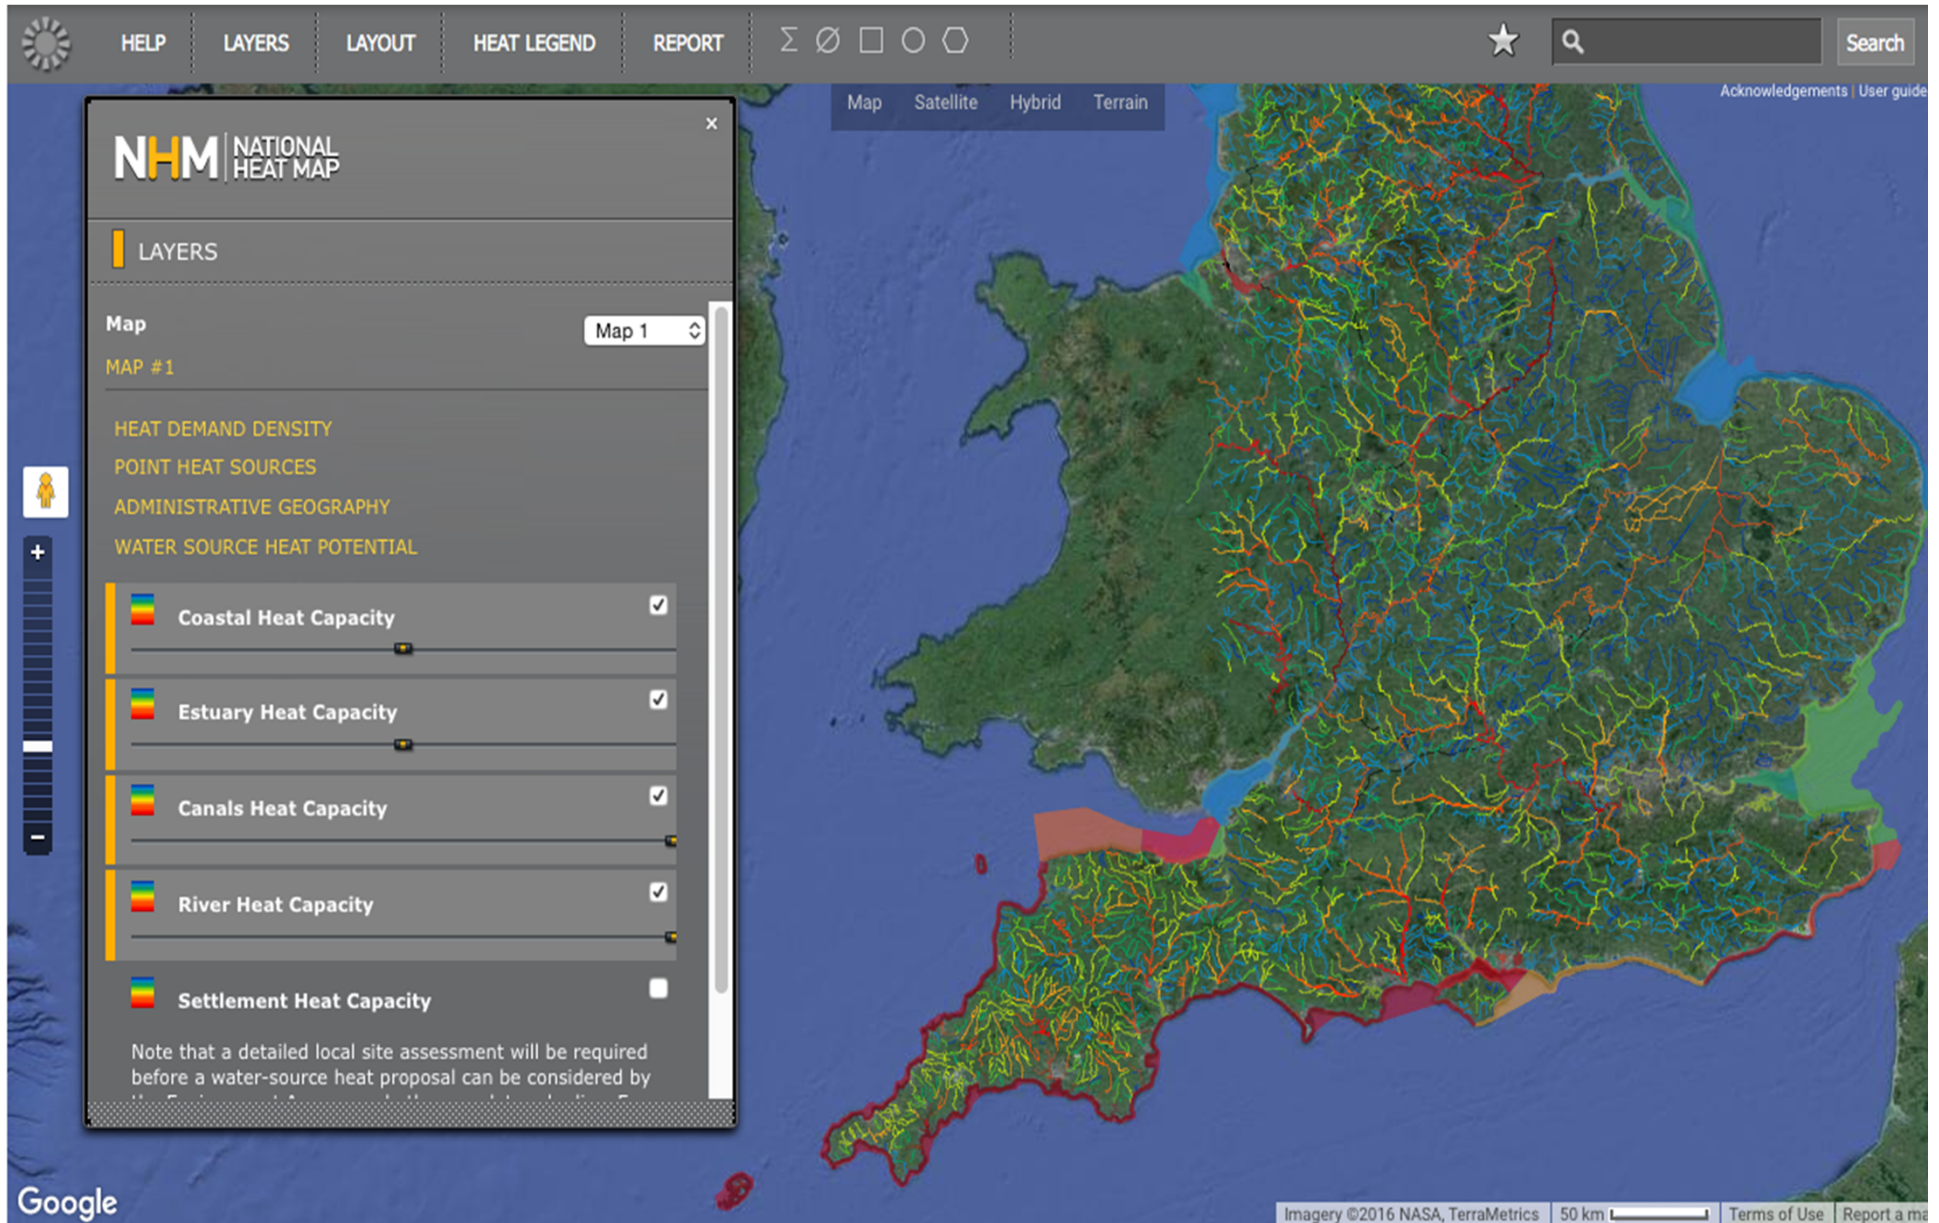 HELP
LAYERS
LAYOUT
HEAT LEGEND
REPORT
Search
Acknowledgements | User guide
Map
Satellite
Hybrid
Terrain
NHM NATIONAL HEAT MAP
x
LAYERS
Map
Map 1
MAP #1
HEAT DEMAND DENSITY
POINT HEAT SOURCES
ADMINISTRATIVE GEOGRAPHY
WATER SOURCE HEAT POTENTIAL
Coastal Heat Capacity
Estuary Heat Capacity
Canals Heat Capacity
River Heat Capacity
Settlement Heat Capacity
Note that a detailed local site assessment will be required
before a water-source heat proposal can be considered by
Google
Imagery ©2016 NASA, TerraMetrics
50 km
Terms of Use
Report a ma